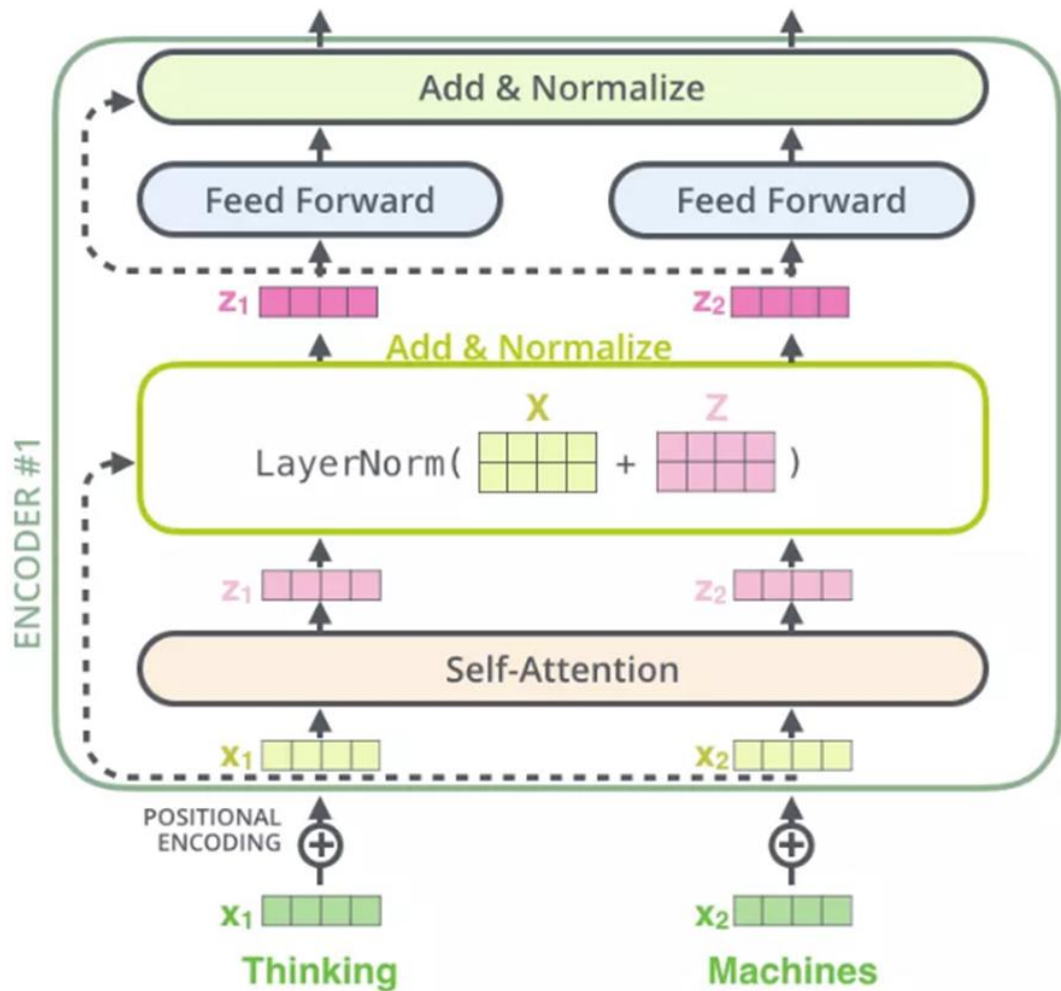 Add & Normalize
Feed Forward Feed Forward
z₁ z₂
Add & Normalize
X Z
LayerNorm( + )
ENCODER #1
z₁ z₂
Self-Attention
x₁ x₂
POSITIONAL
ENCODING
x₁ x₂
Thinking Machines